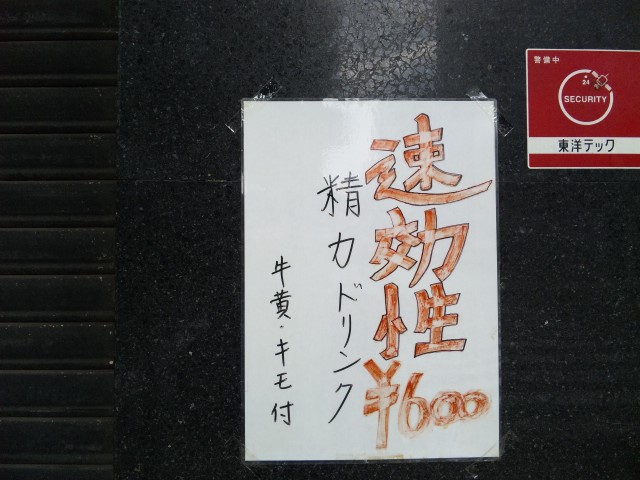 速効性
¥600
精力ドリンク
牛黄・キモ付
警備中
24
SECURITY
東洋テック